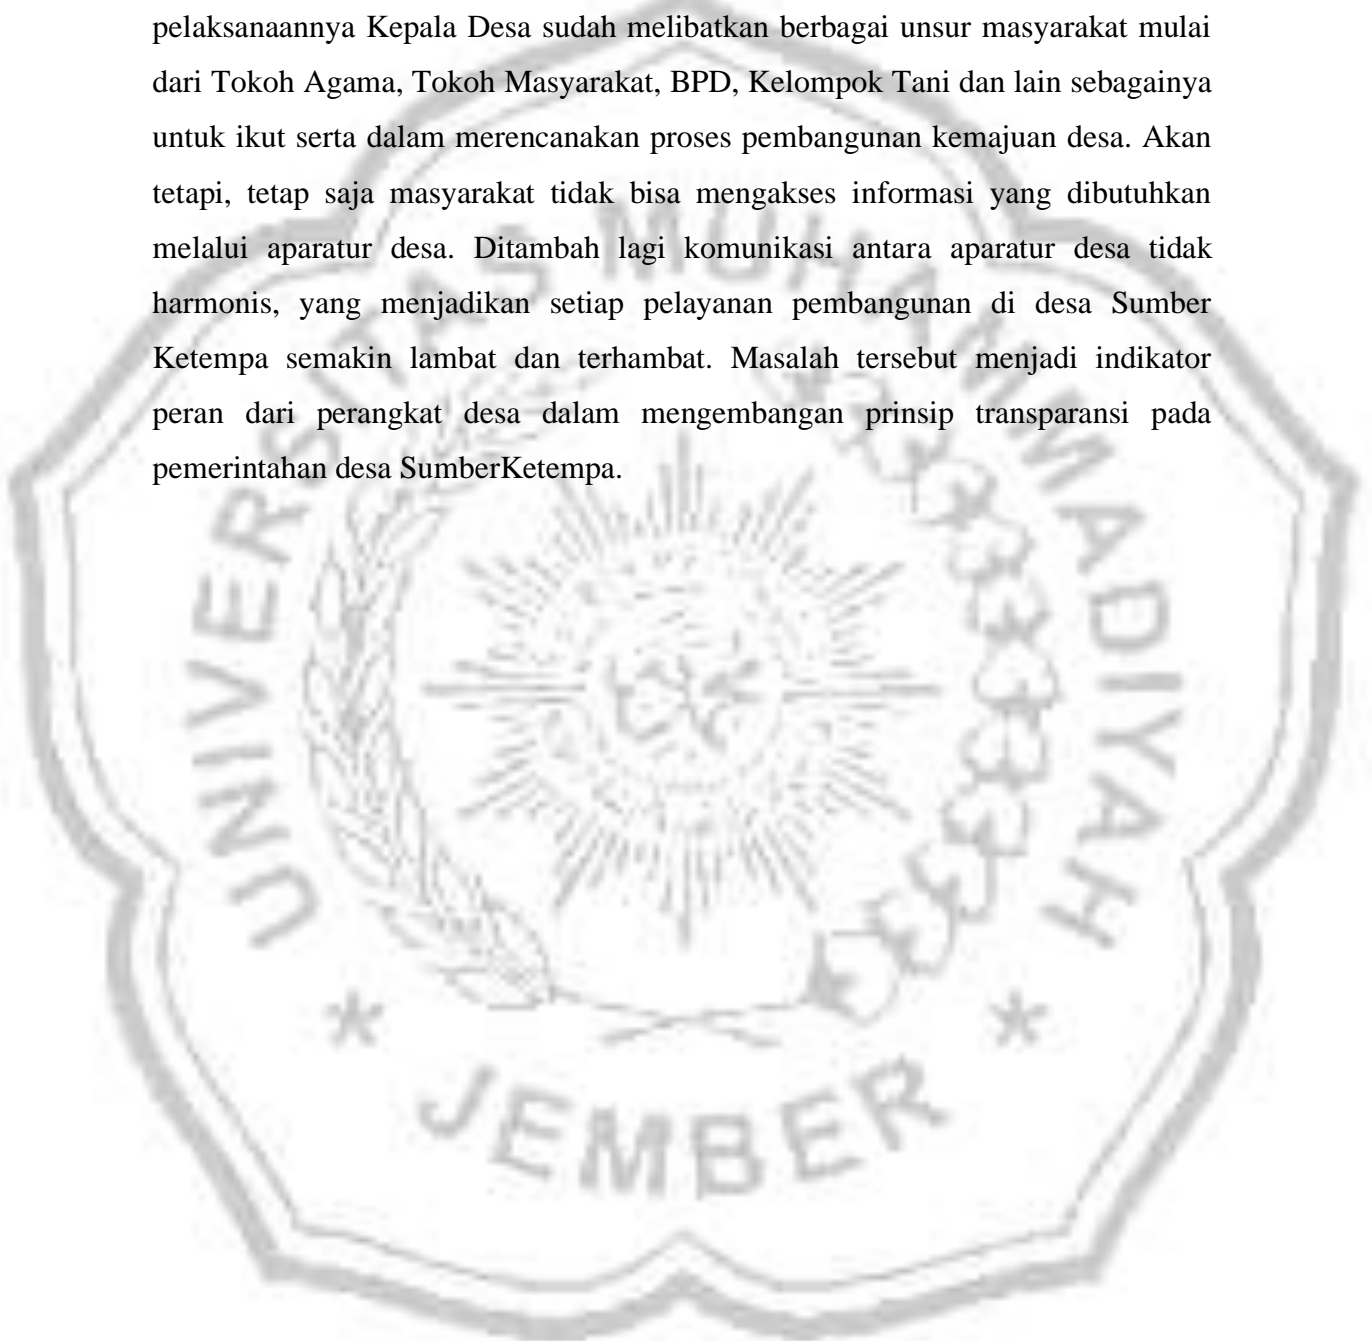 pelaksanaannya Kepala Desa sudah melibatkan berbagai unsur masyarakat mulai
dari Tokoh Agama, Tokoh Masyarakat, BPD, Kelompok Tani dan lain sebagainya
untuk ikut serta dalam merencanakan proses pembangunan kemajuan desa. Akan
tetapi, tetap saja masyarakat tidak bisa mengakses informasi yang dibutuhkan
melalui aparatur desa. Ditambah lagi komunikasi antara aparatur desa tidak
harmonis, yang menjadikan setiap pelayanan pembangunan di desa Sumber
Ketempa semakin lambat dan terhambat. Masalah tersebut menjadi indikator
peran dari perangkat desa dalam mengembangan prinsip transparansi pada
pemerintahan desa SumberKetempa.
UNIVERSITAS MUHAMMADIYAH
* JEMBER *